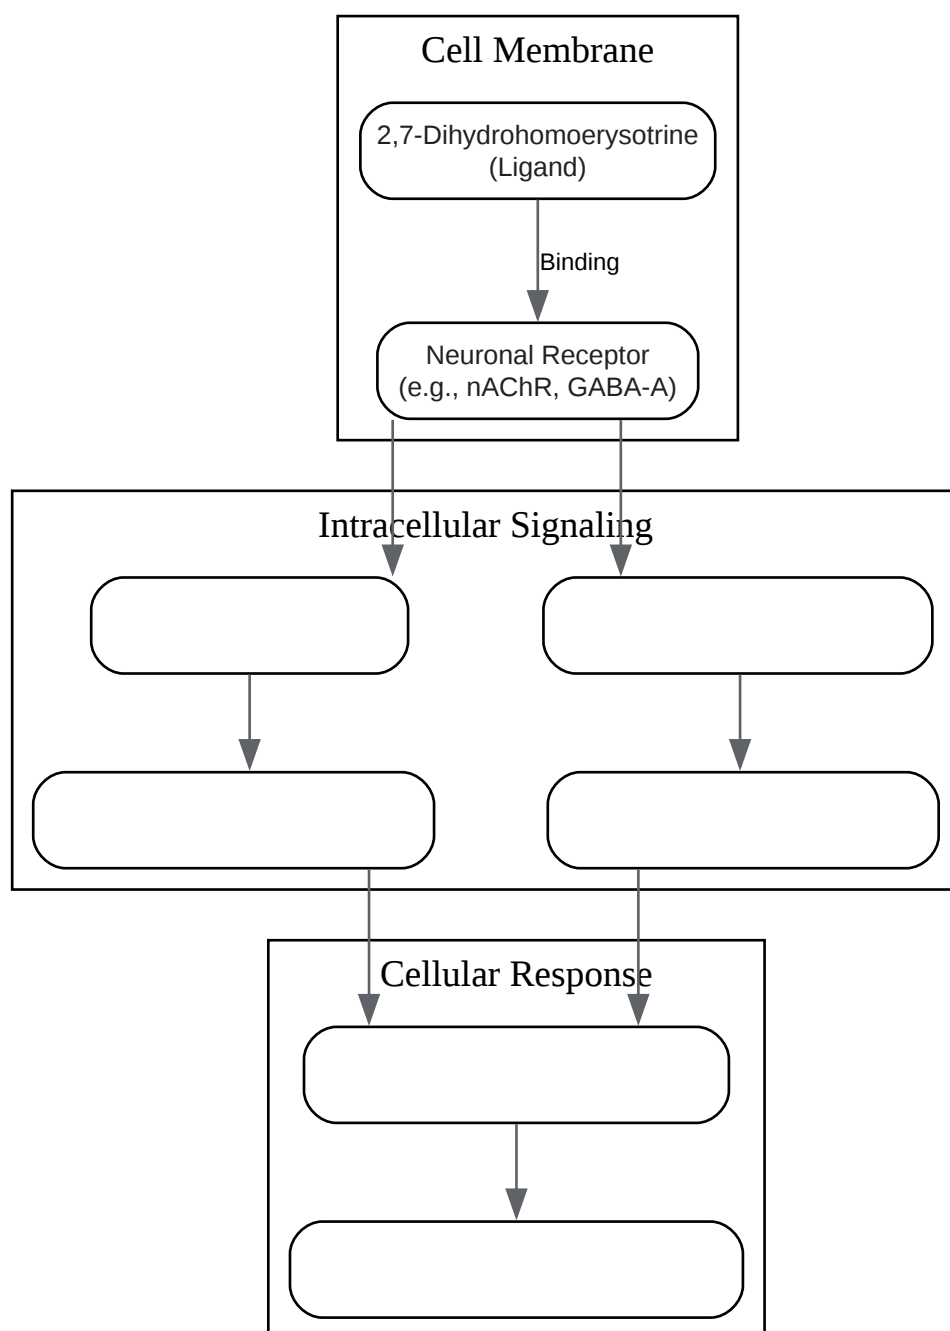 Cell Membrane
2,7-Dihydrohomoerysotrine
(Ligand)
Binding
Neuronal Receptor
(e.g., nAChR, GABA-A)
Intracellular Signaling
Cellular Response